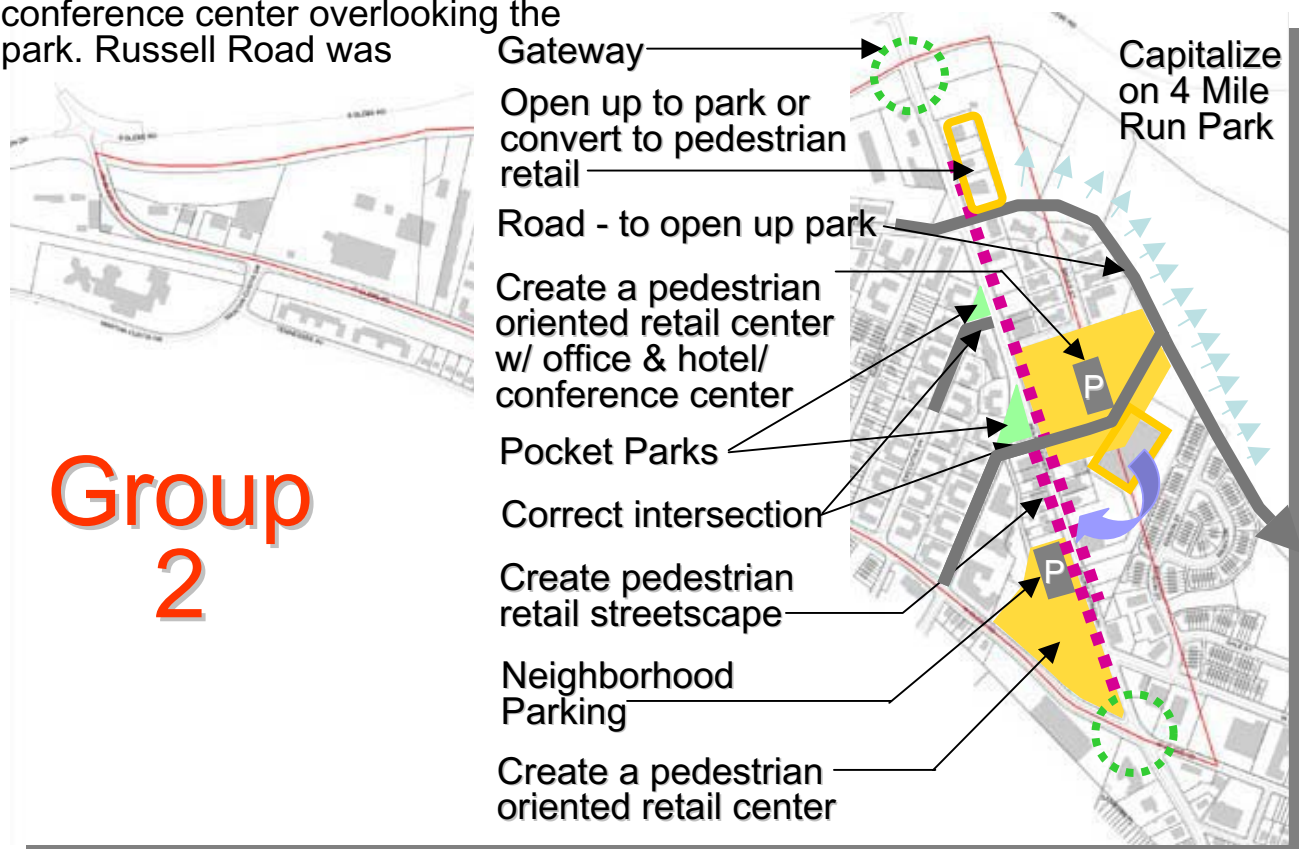 conference center overlooking the
park. Russell Road was
Gateway
Open up to park or
convert to pedestrian
retail
Road - to open up park
Create a pedestrian
oriented retail center
w/ office & hotel/
conference center
Pocket Parks
Correct intersection
Create pedestrian
retail streetscape
Neighborhood
Parking
Create a pedestrian
oriented retail center
Capitalize
on 4 Mile
Run Park
P
P
Group
2